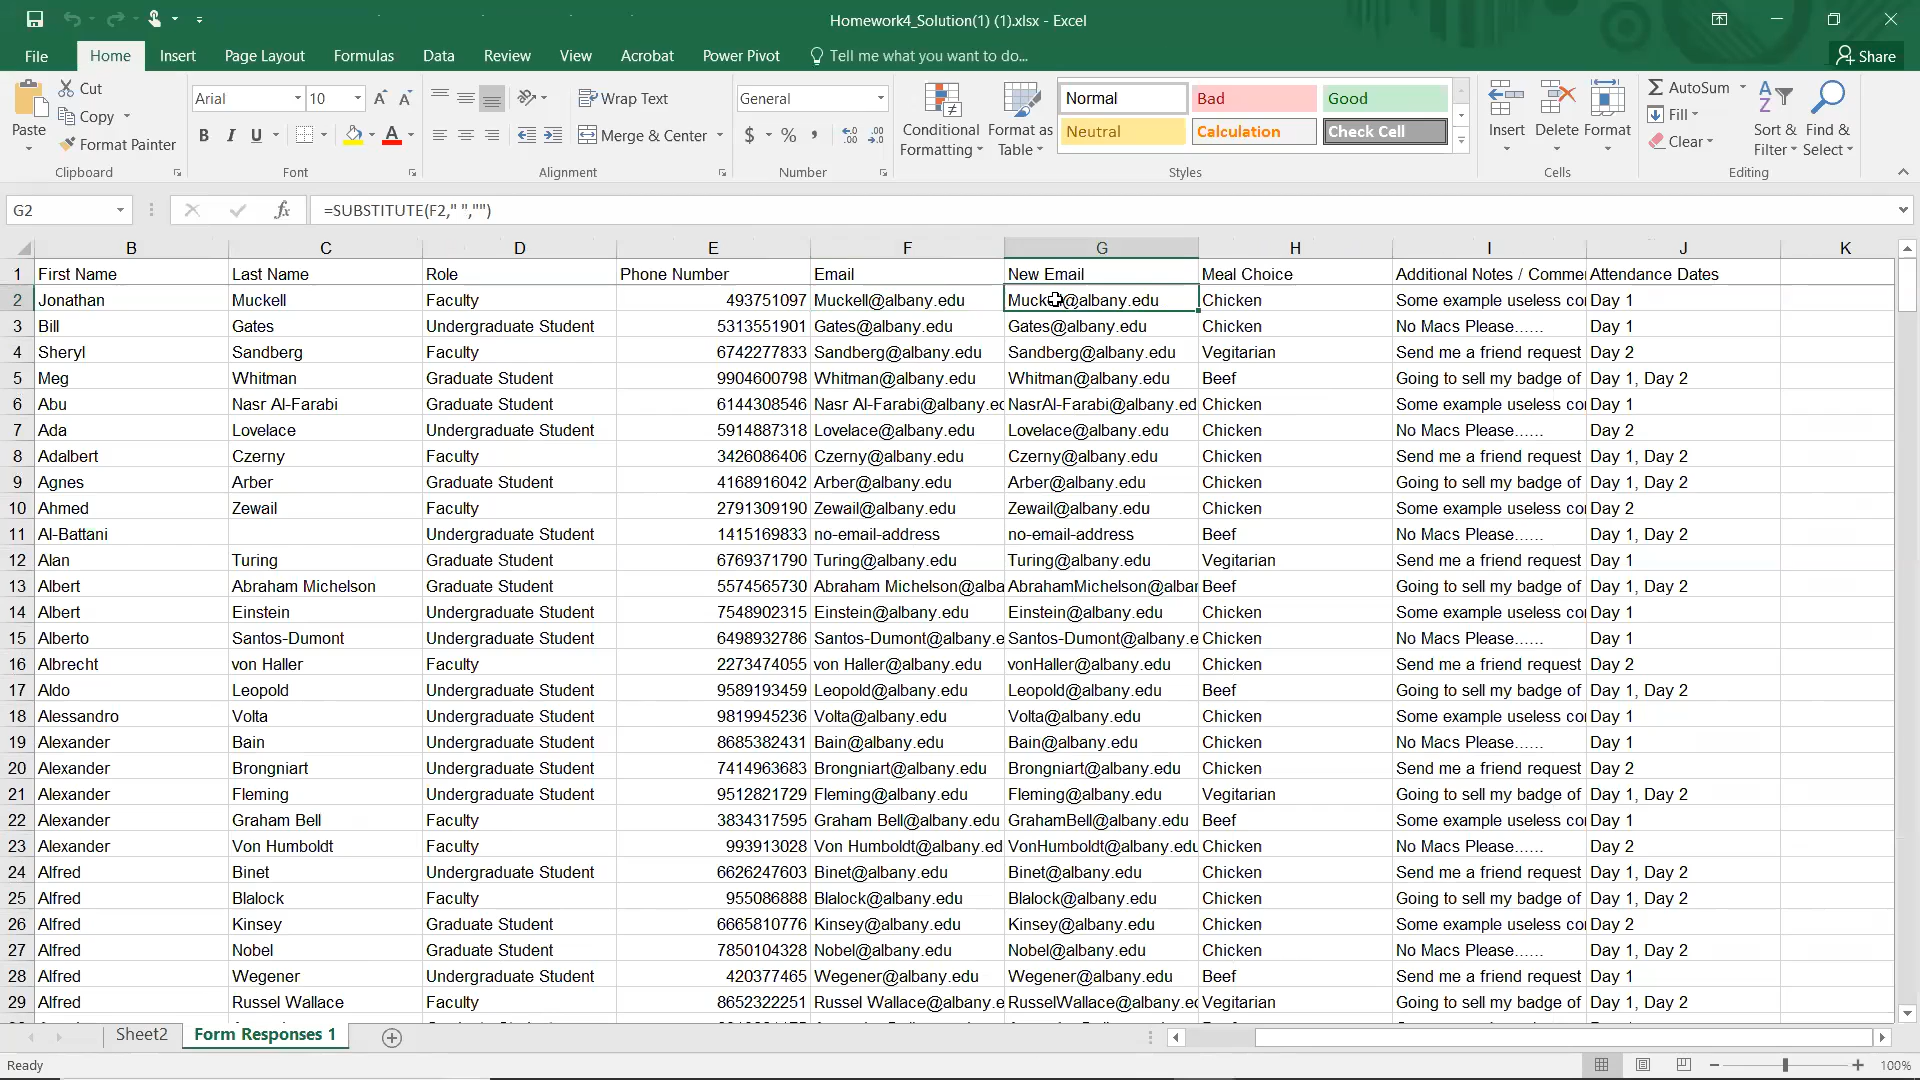 Homework4_Solution(1) (1).xlsx - Excel
File Home Insert Page Layout Formulas Data Review View Acrobat Power Pivot Tell me what you want to do... Share
Paste Cut Copy Format Painter
Arial 10 B I U A
Wrap Text
Merge & Center
General
$ % ,
Conditional Formatting Format as Table
Normal Bad Good
Neutral Calculation Check Cell
Insert Delete Format
AutoSum Fill Clear
Sort & Filter Find & Select
Clipboard Font Alignment Number Styles Cells Editing
G2 fx =SUBSTITUTE(F2," ","")
B C D E F G H I J K
1 First Name Last Name Role Phone Number Email New Email Meal Choice Additional Notes / Comme Attendance Dates
2 Jonathan Muckell Faculty 493751097 Muckell@albany.edu Muckell@albany.edu Chicken Some example useless co Day 1
3 Bill Gates Undergraduate Student 5313551901 Gates@albany.edu Gates@albany.edu Chicken No Macs Please...... Day 1
4 Sheryl Sandberg Faculty 6742277833 Sandberg@albany.edu Sandberg@albany.edu Vegitarian Send me a friend request Day 2
5 Meg Whitman Graduate Student 9904600798 Whitman@albany.edu Whitman@albany.edu Beef Going to sell my badge of Day 1, Day 2
6 Abu Nasr Al-Farabi Graduate Student 6144308546 Nasr Al-Farabi@albany.ec NasrAl-Farabi@albany.ed Chicken Some example useless co Day 1
7 Ada Lovelace Undergraduate Student 5914887318 Lovelace@albany.edu Lovelace@albany.edu Chicken No Macs Please...... Day 2
8 Adalbert Czerny Faculty 3426086406 Czerny@albany.edu Czerny@albany.edu Chicken Send me a friend request Day 1, Day 2
9 Agnes Arber Graduate Student 4168916042 Arber@albany.edu Arber@albany.edu Chicken Going to sell my badge of Day 1, Day 2
10 Ahmed Zewail Faculty 2791309190 Zewail@albany.edu Zewail@albany.edu Chicken Some example useless co Day 2
11 Al-Battani Undergraduate Student 1415169833 no-email-address no-email-address Beef No Macs Please...... Day 1, Day 2
12 Alan Turing Graduate Student 6769371790 Turing@albany.edu Turing@albany.edu Vegitarian Send me a friend request Day 1
13 Albert Abraham Michelson Graduate Student 5574565730 Abraham Michelson@alba AbrahamMichelson@albar Beef Going to sell my badge of Day 1, Day 2
14 Albert Einstein Undergraduate Student 7548902315 Einstein@albany.edu Einstein@albany.edu Chicken Some example useless co Day 1
15 Alberto Santos-Dumont Undergraduate Student 6498932786 Santos-Dumont@albany.e Santos-Dumont@albany.e Chicken No Macs Please...... Day 1
16 Albrecht von Haller Faculty 2273474055 von Haller@albany.edu vonHaller@albany.edu Chicken Send me a friend request Day 2
17 Aldo Leopold Undergraduate Student 9589193459 Leopold@albany.edu Leopold@albany.edu Beef Going to sell my badge of Day 1, Day 2
18 Alessandro Volta Undergraduate Student 9819945236 Volta@albany.edu Volta@albany.edu Chicken Some example useless co Day 1
19 Alexander Bain Undergraduate Student 8685382431 Bain@albany.edu Bain@albany.edu Chicken No Macs Please...... Day 1
20 Alexander Brongniart Undergraduate Student 7414963683 Brongniart@albany.edu Brongniart@albany.edu Chicken Send me a friend request Day 2
21 Alexander Fleming Undergraduate Student 9512821729 Fleming@albany.edu Fleming@albany.edu Vegitarian Going to sell my badge of Day 1, Day 2
22 Alexander Graham Bell Faculty 3834317595 Graham Bell@albany.edu GrahamBell@albany.edu Beef Some example useless co Day 1
23 Alexander Von Humboldt Faculty 993913028 Von Humboldt@albany.ed VonHumboldt@albany.edu Chicken No Macs Please...... Day 2
24 Alfred Binet Undergraduate Student 6626247603 Binet@albany.edu Binet@albany.edu Chicken Send me a friend request Day 1, Day 2
25 Alfred Blalock Faculty 955086888 Blalock@albany.edu Blalock@albany.edu Chicken Going to sell my badge of Day 1, Day 2
26 Alfred Kinsey Graduate Student 6665810776 Kinsey@albany.edu Kinsey@albany.edu Chicken Some example useless co Day 2
27 Alfred Nobel Graduate Student 7850104328 Nobel@albany.edu Nobel@albany.edu Chicken No Macs Please...... Day 1, Day 2
28 Alfred Wegener Undergraduate Student 420377465 Wegener@albany.edu Wegener@albany.edu Beef Send me a friend request Day 1
29 Alfred Russel Wallace Faculty 8652322251 Russel Wallace@albany.e RusselWallace@albany.ec Vegitarian Going to sell my badge of Day 1, Day 2
Sheet2 Form Responses 1
Ready 100%